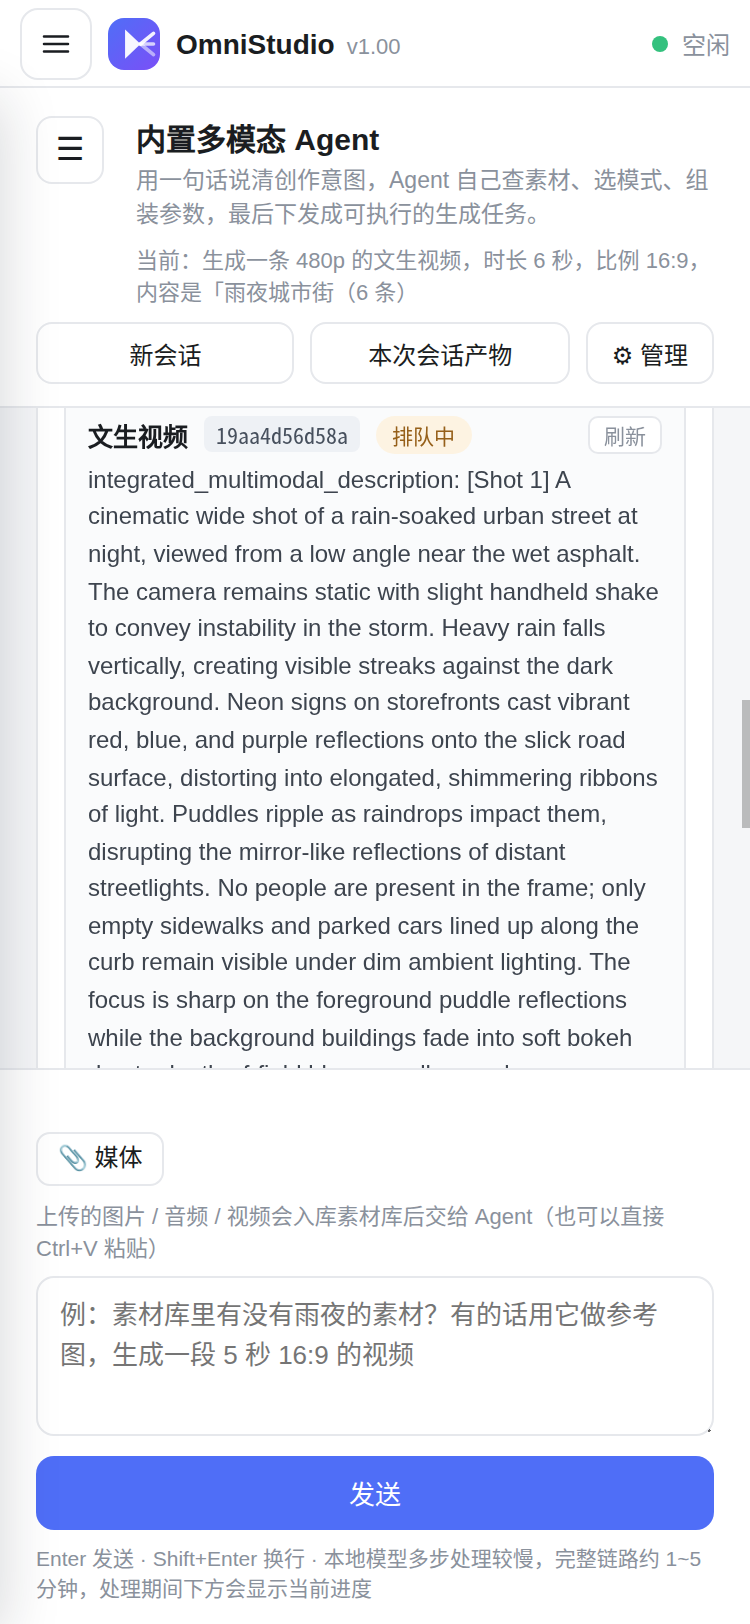 OmniStudio v1.00
空闲
内置多模态 Agent
用一句话说清创作意图，Agent 自己查素材、选模式、组
装参数，最后下发成可执行的生成任务。
当前：生成一条 480p 的文生视频，时长 6 秒，比例 16:9，
内容是「雨夜城市街（6 条）
新会话
本次会话产物
⚙ 管理
文生视频 19aa4d56d58a 排队中 刷新
integrated_multimodal_description: [Shot 1] A
cinematic wide shot of a rain-soaked urban street at
night, viewed from a low angle near the wet asphalt.
The camera remains static with slight handheld shake
to convey instability in the storm. Heavy rain falls
vertically, creating visible streaks against the dark
background. Neon signs on storefronts cast vibrant
red, blue, and purple reflections onto the slick road
surface, distorting into elongated, shimmering ribbons
of light. Puddles ripple as raindrops impact them,
disrupting the mirror-like reflections of distant
streetlights. No people are present in the frame; only
empty sidewalks and parked cars lined up along the
curb remain visible under dim ambient lighting. The
focus is sharp on the foreground puddle reflections
while the background buildings fade into soft bokeh
📎 媒体
上传的图片 / 音频 / 视频会入库素材库后交给 Agent（也可以直接
Ctrl+V 粘贴）
例：素材库里有没有雨夜的素材？有的话用它做参考
图，生成一段 5 秒 16:9 的视频
发送
Enter 发送 · Shift+Enter 换行 · 本地模型多步处理较慢，完整链路约 1~5
分钟，处理期间下方会显示当前进度